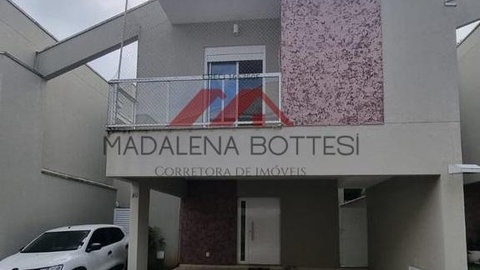 MADALENA BOTTESİ
CORRETORA DE IMÓVEIS